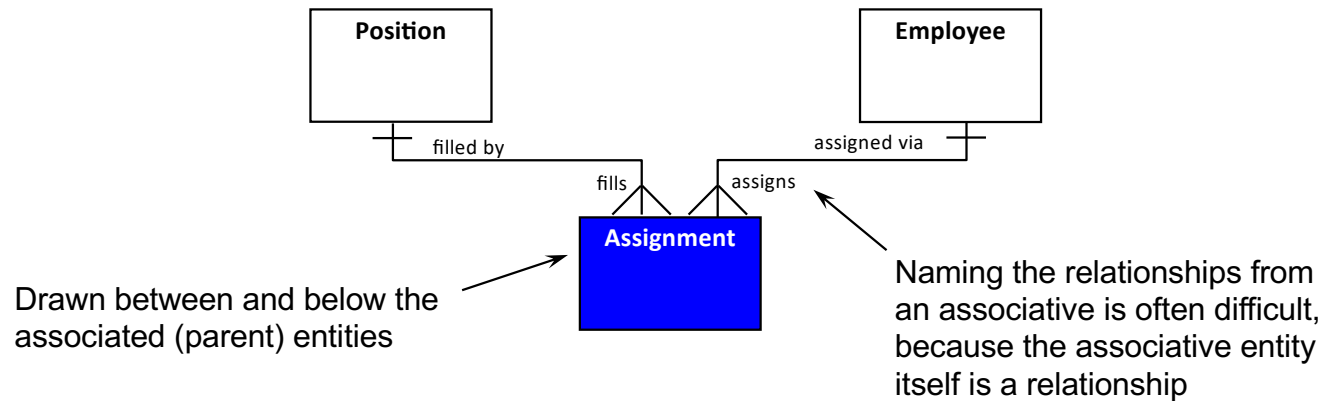 Position
Employee
filled by
assigned via
fills
assigns
Assignment
Drawn between and below the
associated (parent) entities
Naming the relationships from
an associative is often difficult,
because the associative entity
itself is a relationship